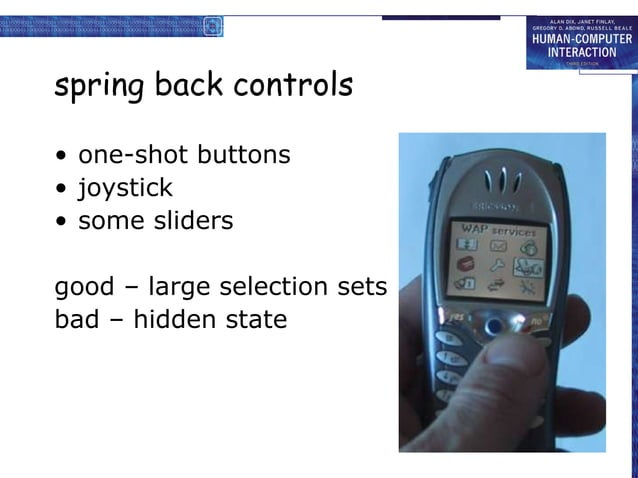 ALAN DIX, JANET FINLAY,
GREGORY D. ABOWD, RUSSELL BEALE
HUMAN-COMPUTER
INTERACTION
THIRD EDITION
spring back controls
• one-shot buttons
• joystick
• some sliders
good – large selection sets
bad – hidden state
ERICSSON
WAP services
yes
no